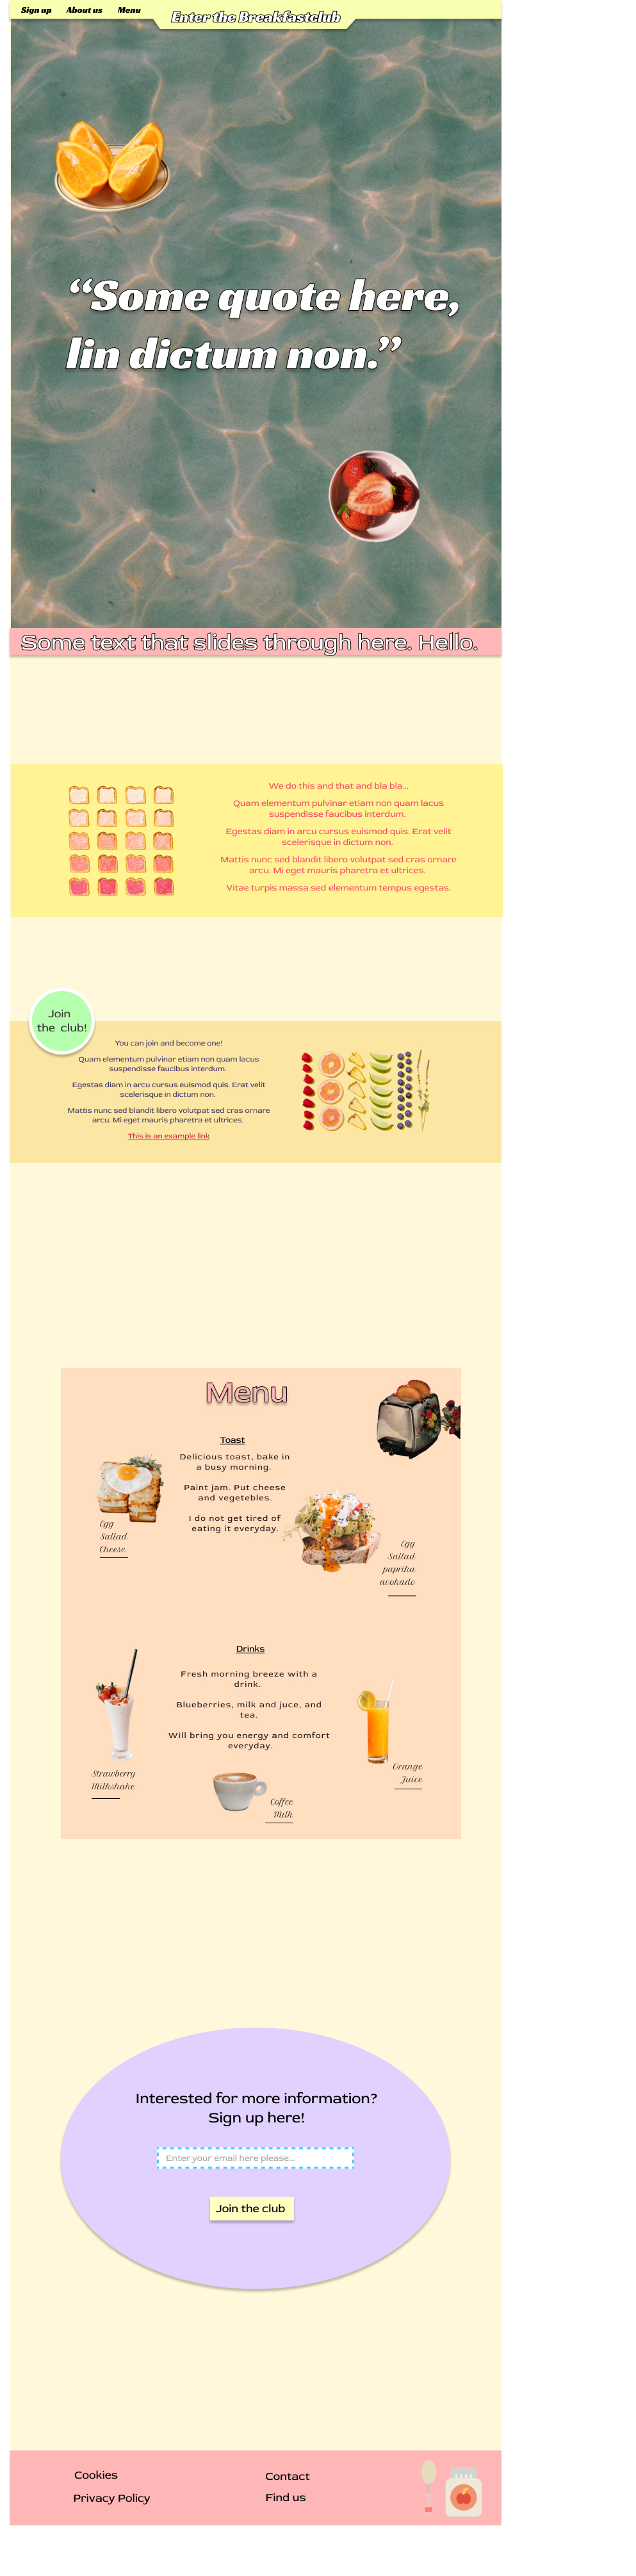 Sign up About us Menu
Enter the Breakfastclub
“Some quote here,
lin dictum non.”
Some text that slides through here. Hello.
We do this and that and bla bla...
Quam elementum pulvinar etiam non quam lacus
suspendisse faucibus interdum.
Egestas diam in arcu cursus euismod quis. Erat velit
scelerisque in dictum non.
Mattis nunc sed blandit libero volutpat sed cras ornare
arcu. Mi eget mauris pharetra et ultrices.
Vitae turpis massa sed elementum tempus egestas.
Join
the club!
You can join and become one!
Quam elementum pulvinar etiam non quam lacus
suspendisse faucibus interdum.
Egestas diam in arcu cursus euismod quis. Erat velit
scelerisque in dictum non.
Mattis nunc sed blandit libero volutpat sed cras ornare
arcu. Mi eget mauris pharetra et ultrices.
This is an example link
Menu
Toast
Delicious toast, bake in
a busy morning.
Paint jam. Put cheese
and vegetebles.
I do not get tired of
eating it everyday.
Egg
Sallad
Cheese
Egg
Sallad
paprika
avokado
Drinks
Fresh morning breeze with a
drink.
Blueberries, milk and juce, and
tea.
Will bring you energy and comfort
everyday.
Strawberry
Milkshake
Orange
Juice
Coffee
Milk
Interested for more information?
Sign up here!
Enter your email here please...
Join the club
Cookies
Privacy Policy
Contact
Find us